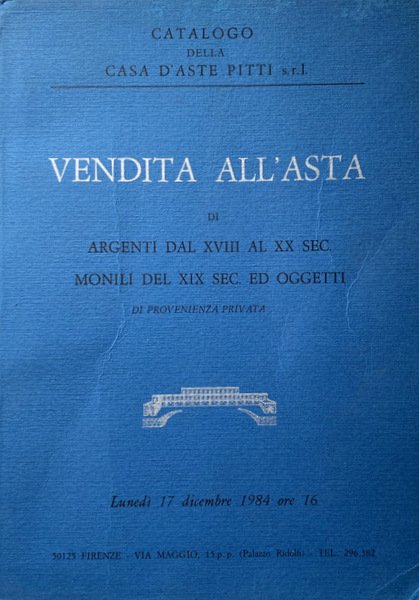 CATALOGO
DELLA
CASA D'ASTE PITTI s.r.l.
VENDITA ALL'ASTA
DI
ARGENTI DAL XVIII AL XX SEC.
MONILI DEL XIX SEC. ED OGGETTI
DI PROVENIENZA PRIVATA
Lunedì 17 dicembre 1984 ore 16
50125 FIRENZE - VIA MAGGIO, 15 p.p. (Palazzo Ridolfi) - TEL. 296.382